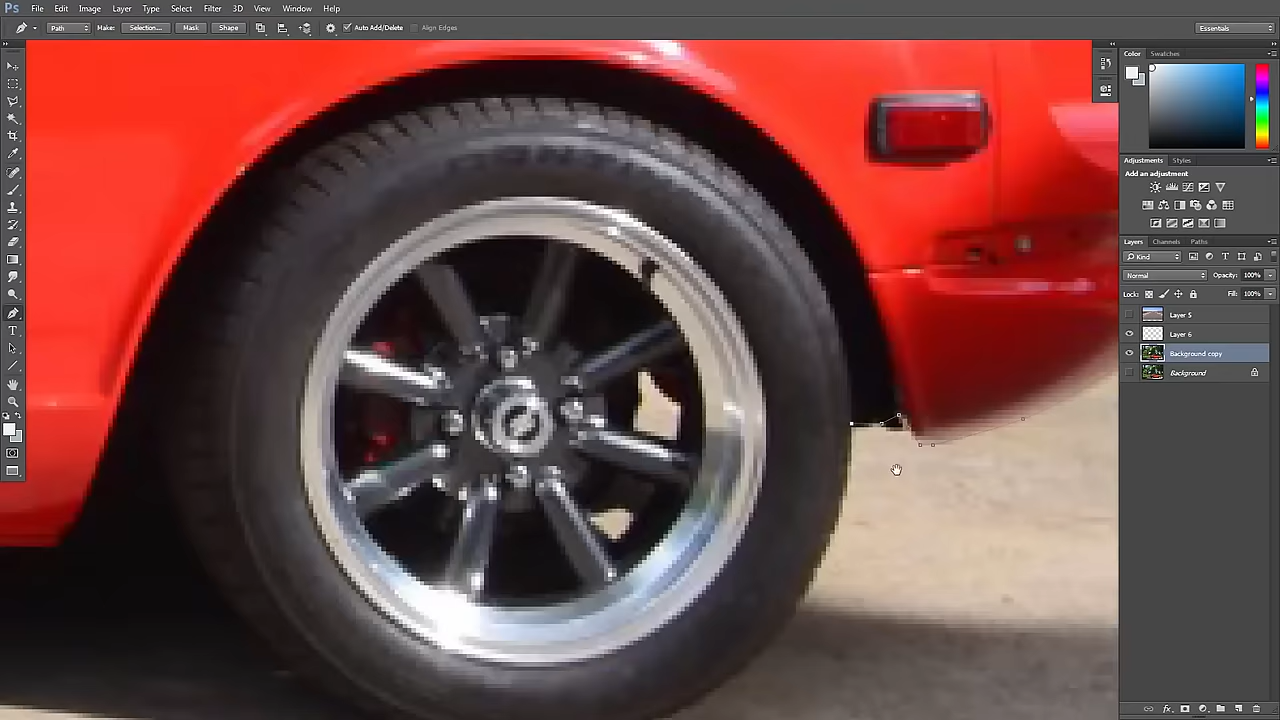 Ps File Edit Image Layer Type Select Filter 3D View Window Help
Path Make: Selection... Mask Shape Auto Add/Delete Align Edges Essentials
Color Swatches
Adjustments Styles
Add an adjustment
Layers Channels Paths
Kind
Normal Opacity: 100%
Lock: Fill: 100%
Layer 5
Layer 6
Background copy
Background